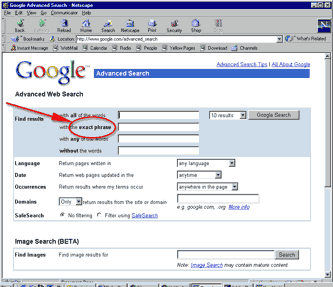 Google Advanced Search - Netscape
File Edit View Go Communicator Help
Back Reload Home Search Netscape Print Security Shop Stop
Bookmarks Location: http://www.google.com/advanced_search What's Related
Instant Message WebMail Calendar Radio People Yellow Pages Download Channels
Google
Advanced Search Tips | All About Google
Advanced Search
Advanced Web Search
Find results with all of the words 10 results Google Search
with the exact phrase
with any of the words
without the words
Language Return pages written in any language
Date Return web pages updated in the anytime
Occurrences Return results where my terms occur anywhere in the page
Domains Only return results from the site or domain
e.g. google.com, .org More info
SafeSearch No filtering Filter using SafeSearch
Image Search (BETA)
Find images Find image results for Search
Note: Image Search may contain mature content